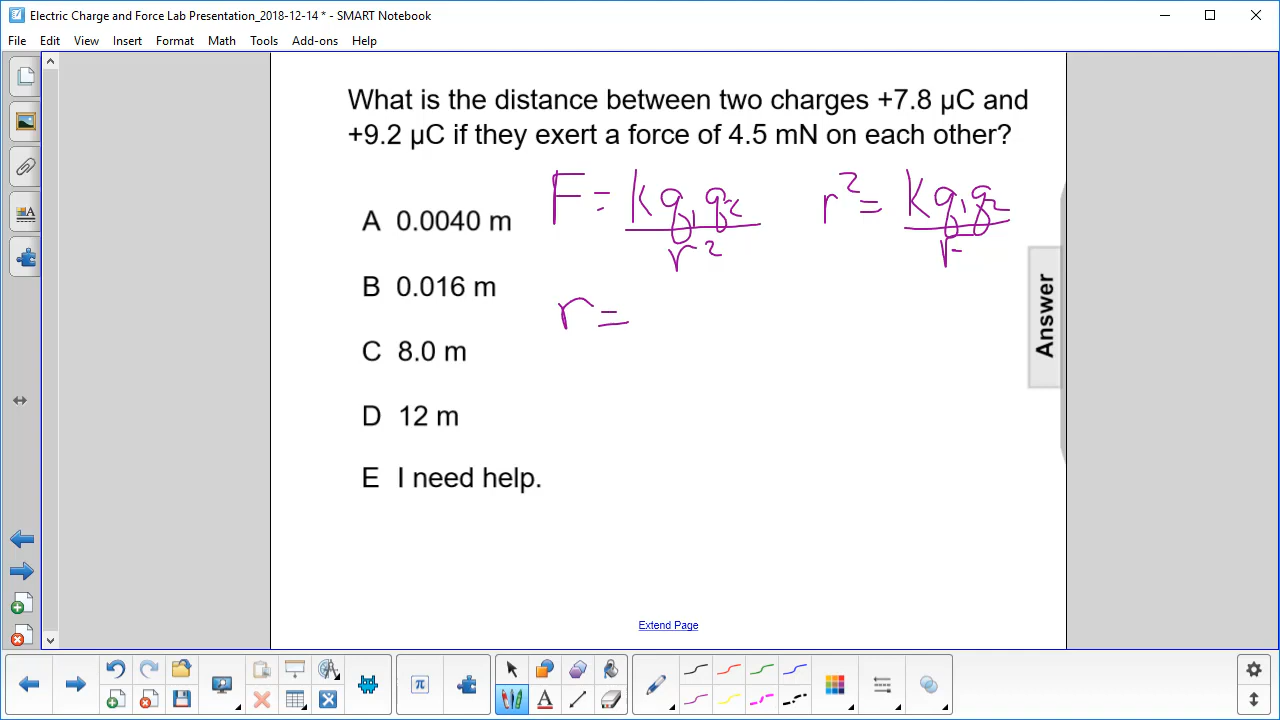 Electric Charge and Force Lab Presentation_2018-12-14 * - SMART Notebook
File Edit View Insert Format Math Tools Add-ons Help
What is the distance between two charges +7.8 µC and
+9.2 µC if they exert a force of 4.5 mN on each other?
F = kq₁q₂/r² r² = kq₁q₂/F
A 0.0040 m
B 0.016 m
r =
C 8.0 m
D 12 m
E I need help.
Answer
Extend Page
π
A